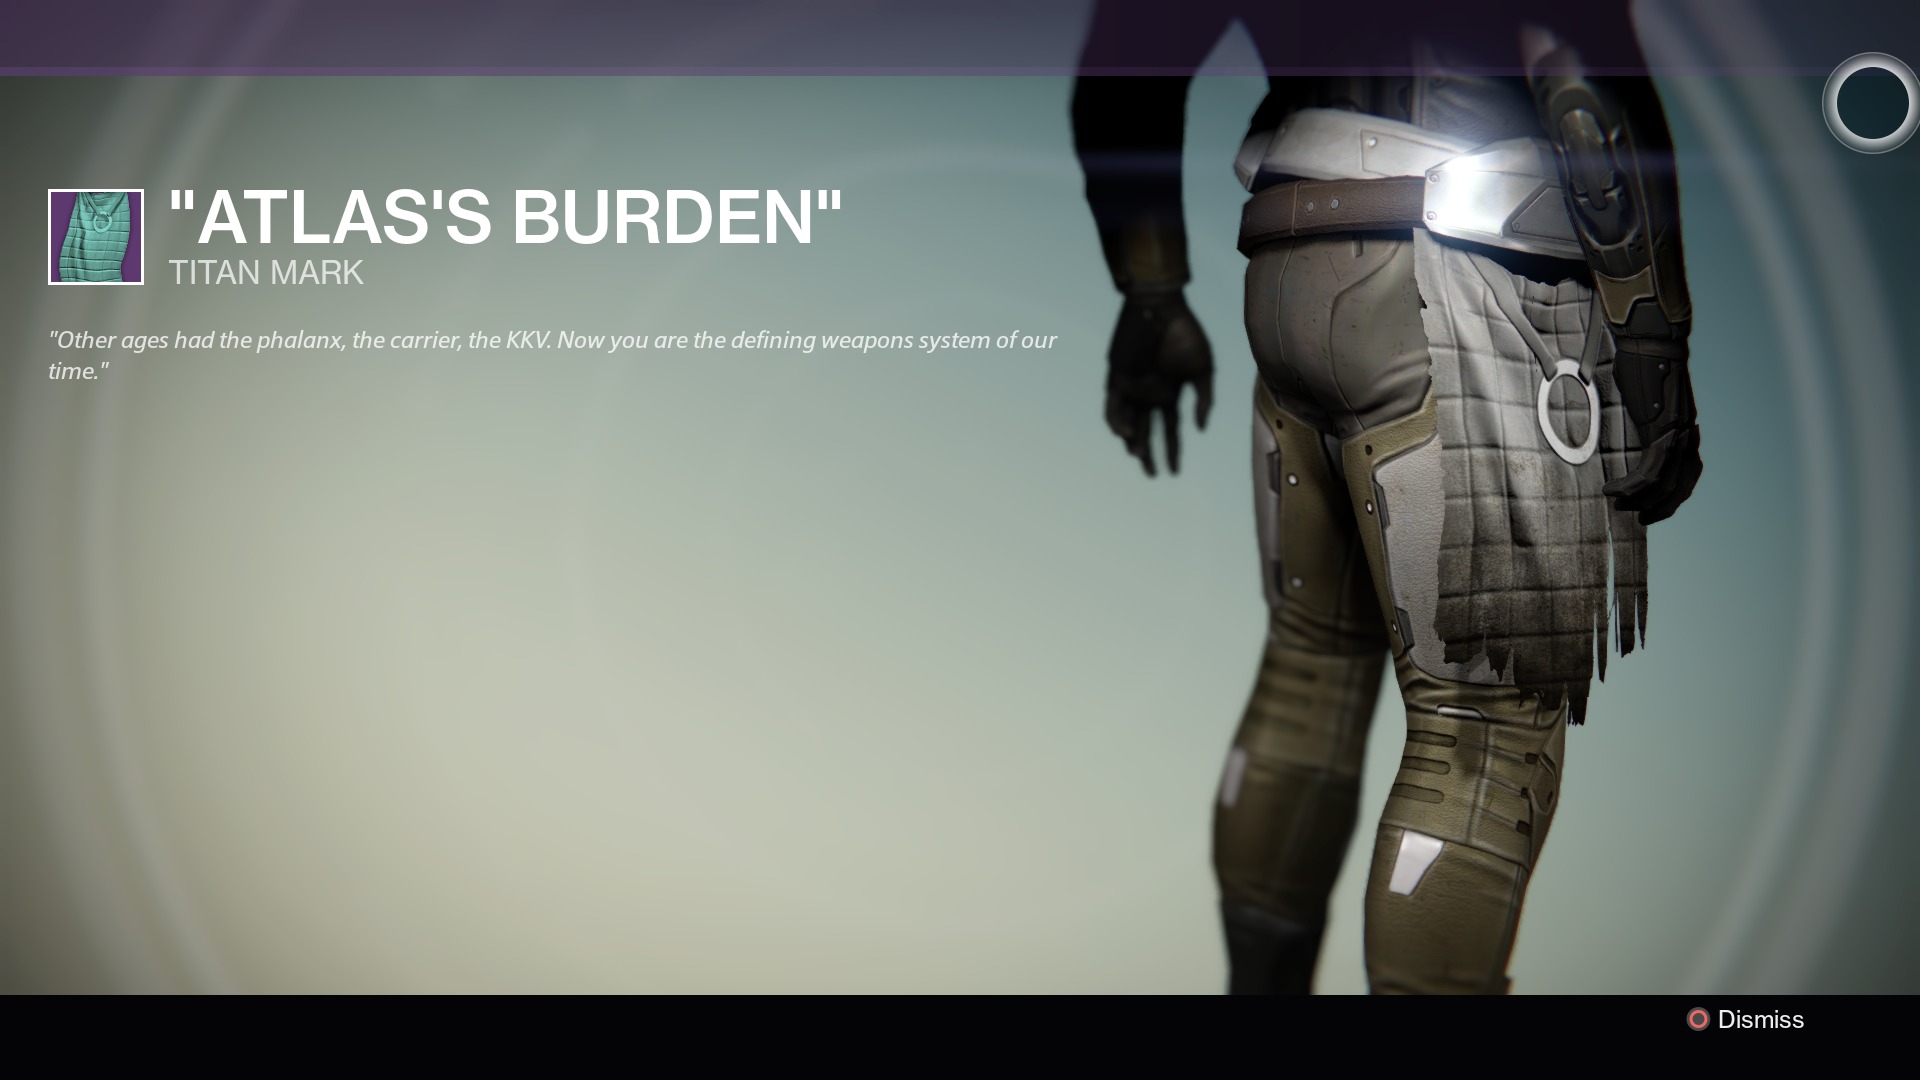 "ATLAS'S BURDEN"
TITAN MARK
"Other ages had the phalanx, the carrier, the KKV. Now you are the defining weapons system of our
time."
Dismiss